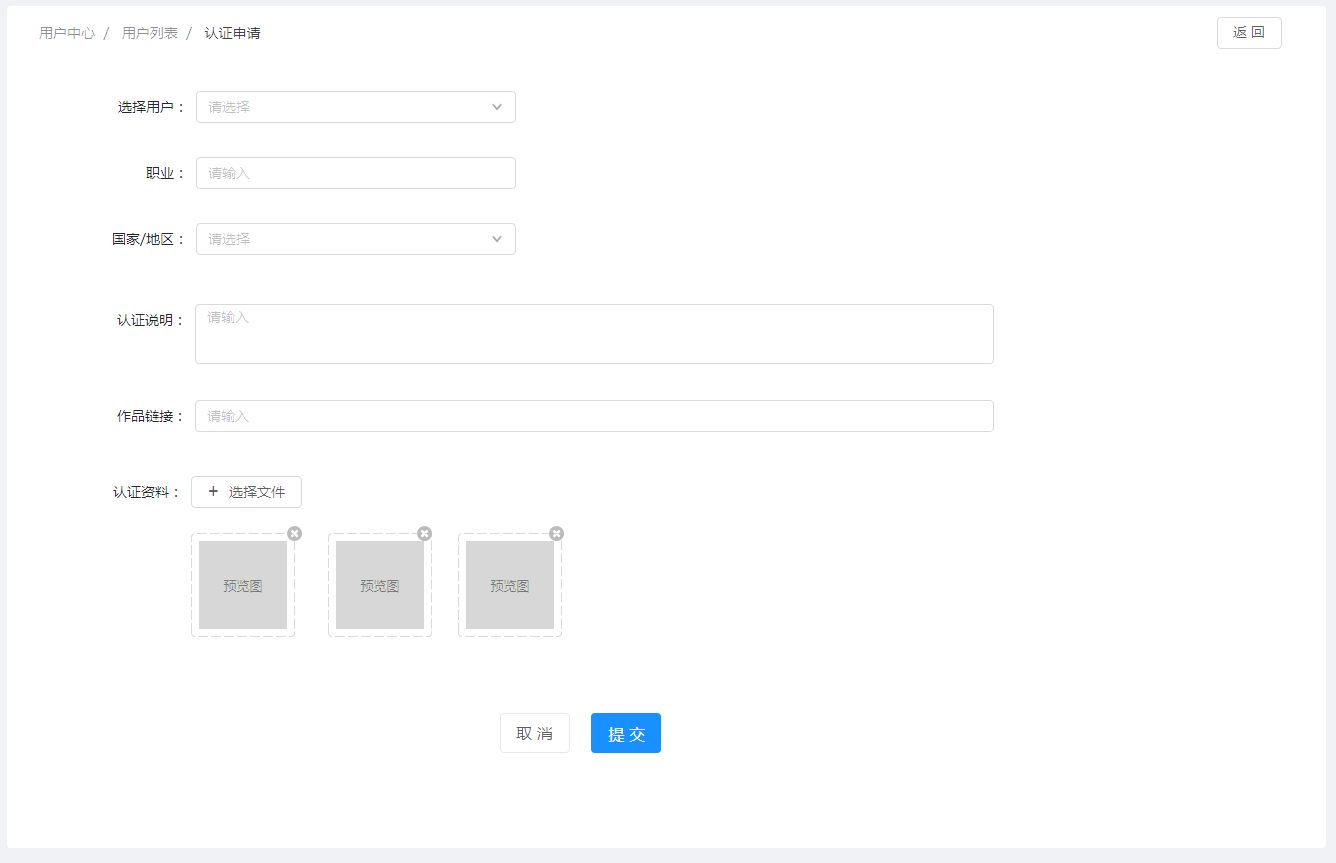 用户中心 / 用户列表 / 认证申请
返 回
选择用户： 请选择
职业： 请输入
国家/地区： 请选择
认证说明： 请输入
作品链接： 请输入
认证资料： + 选择文件
预览图 预览图 预览图
取 消 提 交